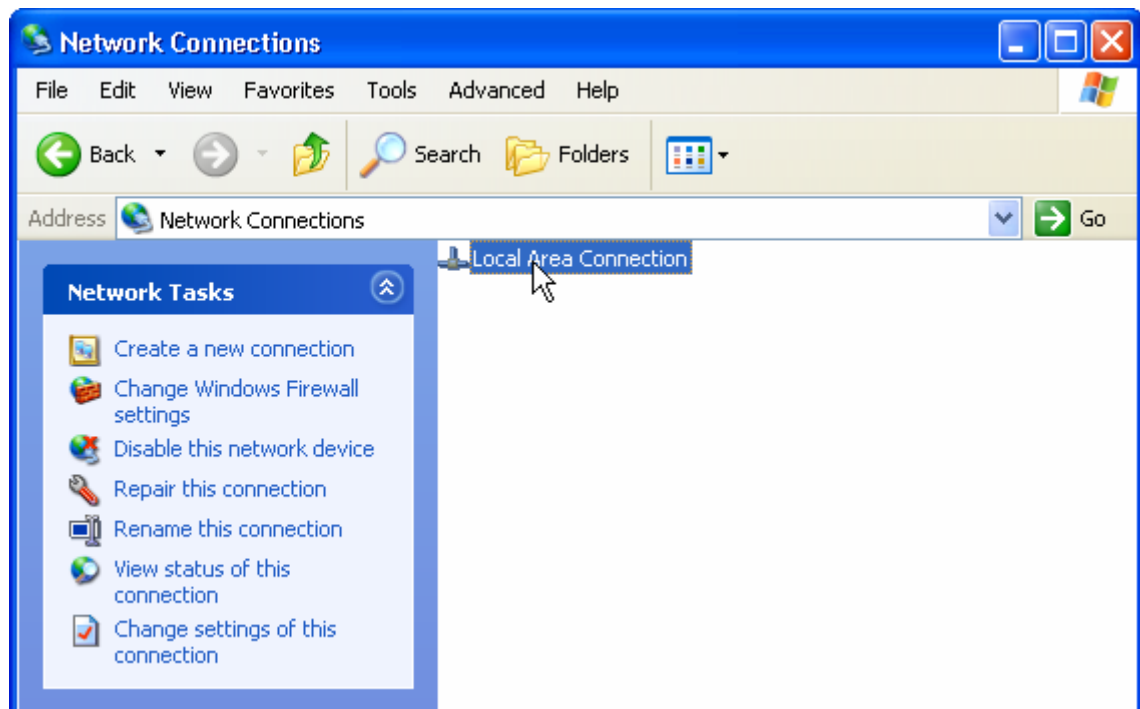 Network Connections
File Edit View Favorites Tools Advanced Help
Back Search Folders
Address Network Connections Go
Local Area Connection
Network Tasks
Create a new connection
Change Windows Firewall
settings
Disable this network device
Repair this connection
Rename this connection
View status of this
connection
Change settings of this
connection